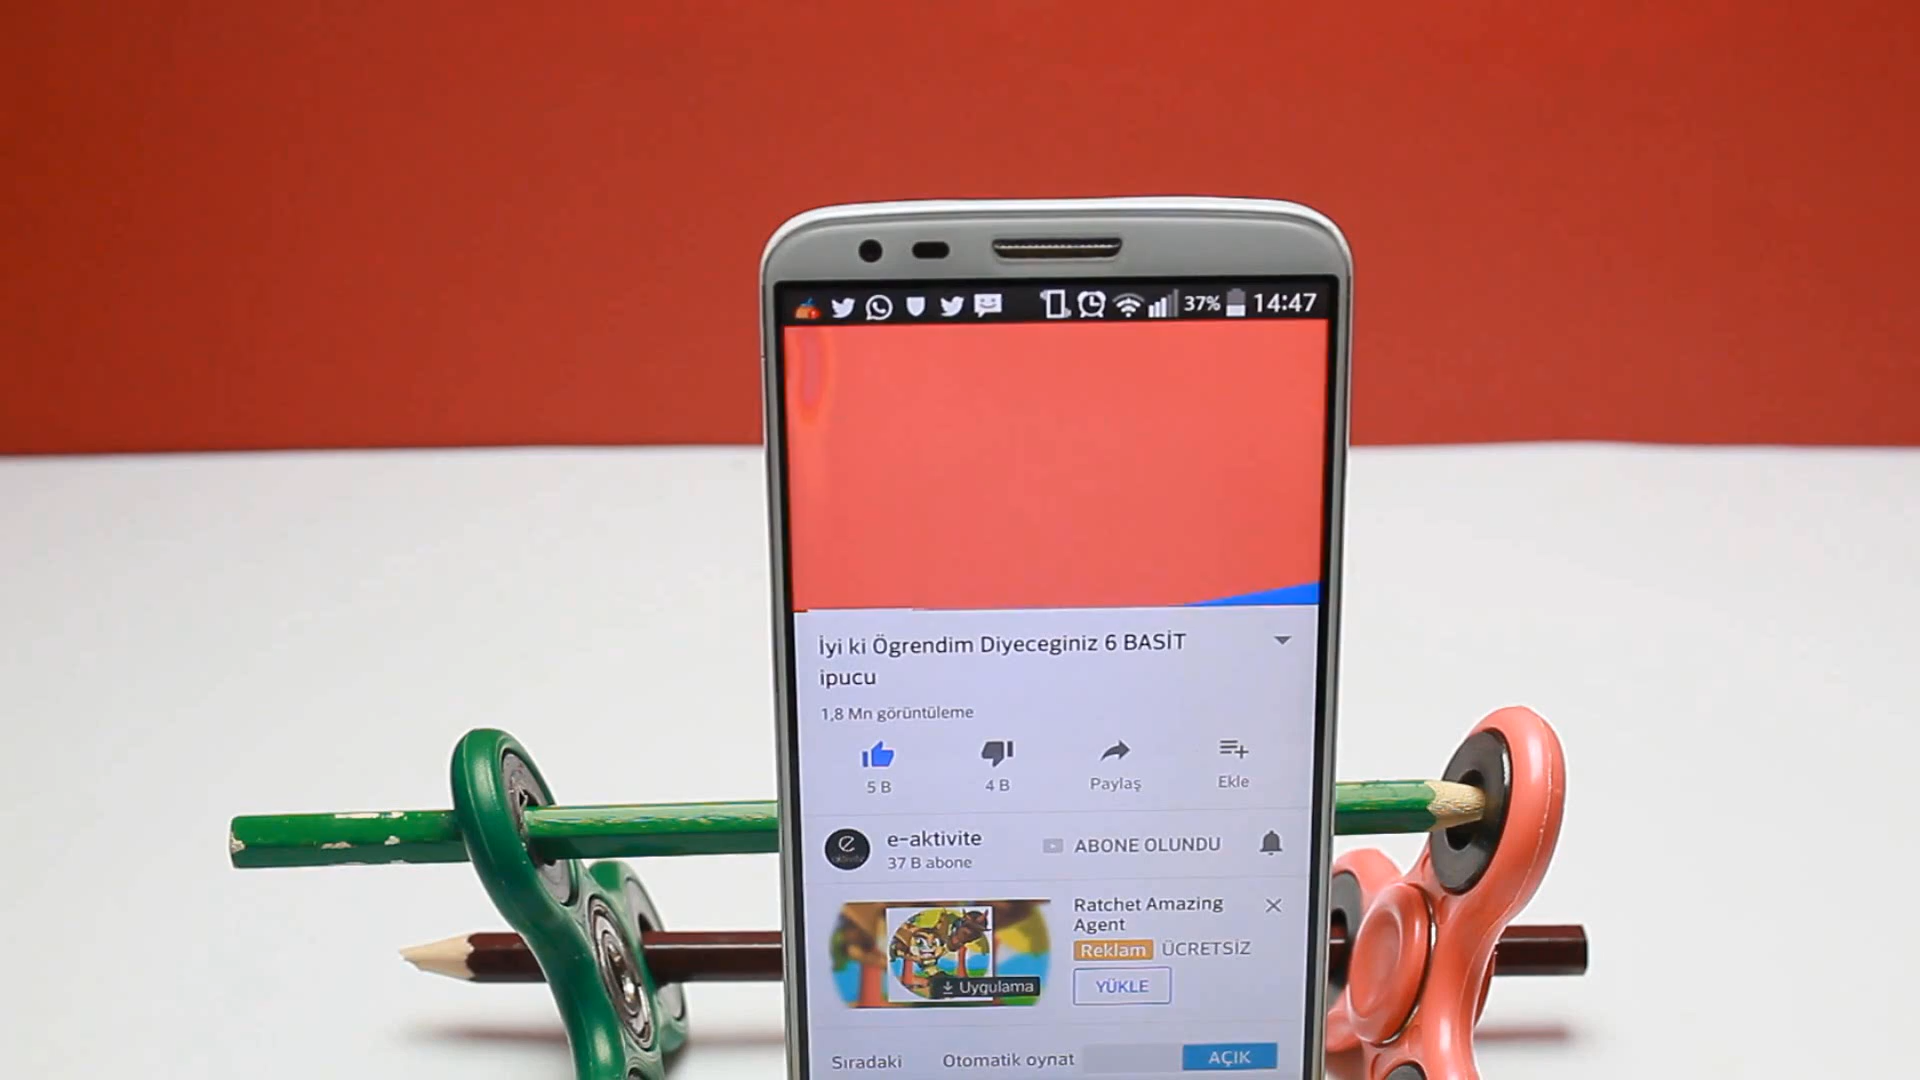 37% 14:47
İyi ki Ögrendim Diyeceginiz 6 BASİT
ipucu
1,8 Mn görüntüleme
5 B 4 B Paylaş Ekle
e-aktivite
37 B abone
ABONE OLUNDU
Ratchet Amazing
Agent
Reklam ÜCRETSİZ
YÜKLE
Uygulama
Sıradaki Otomatik oynat AÇIK